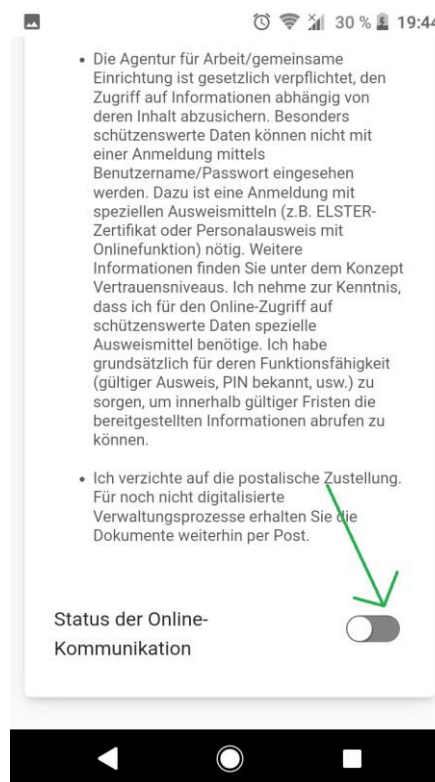 30 % 19:44
• Die Agentur für Arbeit/gemeinsame
Einrichtung ist gesetzlich verpflichtet, den
Zugriff auf Informationen abhängig von
deren Inhalt abzusichern. Besonders
schützenswerte Daten können nicht mit
einer Anmeldung mittels
Benutzername/Passwort eingesehen
werden. Dazu ist eine Anmeldung mit
speziellen Ausweismitteln (z.B. ELSTER-
Zertifikat oder Personalausweis mit
Onlinefunktion) nötig. Weitere
Informationen finden Sie unter dem Konzept
Vertrauensniveaus. Ich nehme zur Kenntnis,
dass ich für den Online-Zugriff auf
schützenswerte Daten spezielle
Ausweismittel benötige. Ich habe
grundsätzlich für deren Funktionsfähigkeit
(gültiger Ausweis, PIN bekannt, usw.) zu
sorgen, um innerhalb gültiger Fristen die
bereitgestellten Informationen abrufen zu
können.
• Ich verzichte auf die postalische Zustellung.
Für noch nicht digitalisierte
Verwaltungsprozesse erhalten Sie die
Dokumente weiterhin per Post.
Status der Online-
Kommunikation